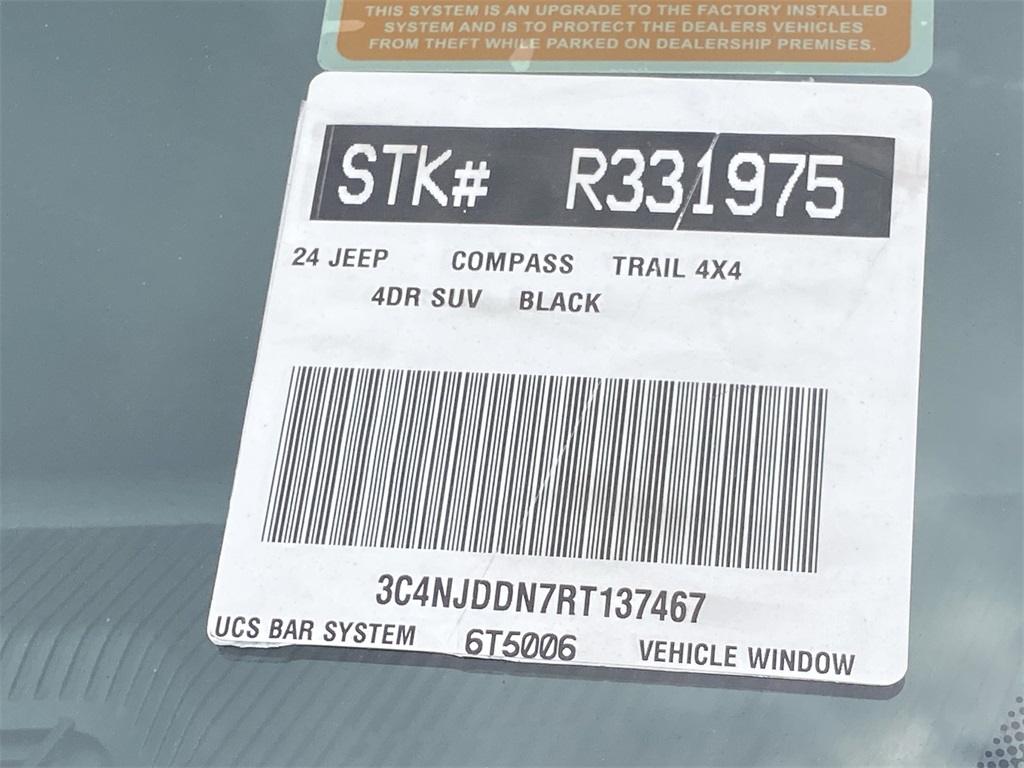 THIS SYSTEM IS AN UPGRADE TO THE FACTORY INSTALLED
SYSTEM AND IS TO PROTECT THE DEALERS VEHICLES
FROM THEFT WHILE PARKED ON DEALERSHIP PREMISES.
STK# R331975
24 JEEP COMPASS TRAIL 4X4
4DR SUV BLACK
3C4NJDDN7RT137467
UCS BAR SYSTEM 6T5006 VEHICLE WINDOW